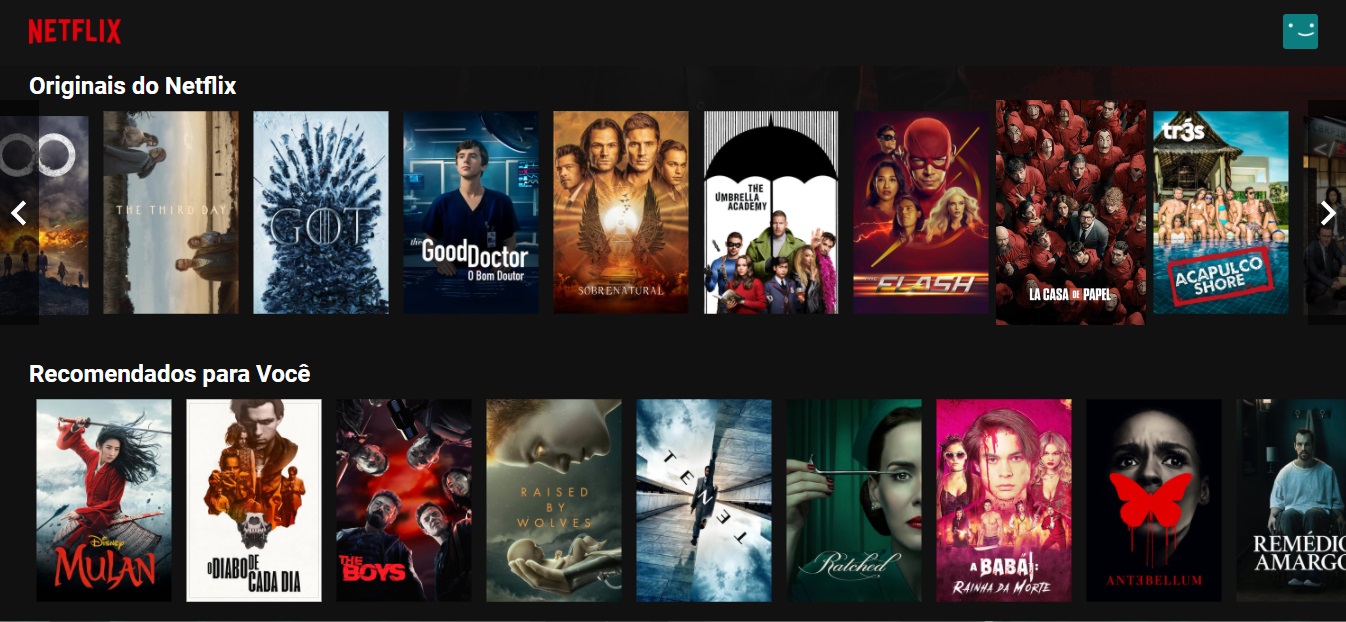 NETFLIX
Originais do Netflix
THE THIRD DAY
GOT
the GoodDoctor
O Bom Doutor
SOBRENATURAL
THE
UMBRELLA
ACADEMY
THE FLASH
LA CASA DE PAPEL
tr3s
ACAPULCO
SHORE
Recomendados para Você
DISNEY
MULAN
O DIABO DE
CADA DIA
THE
BOYS
RAISED
BY
WOLVES
TENET
Ratched
A BABÁ:
RAINHA DA MORTE
ANTEBELLUM
REMÉDIO
AMARGO